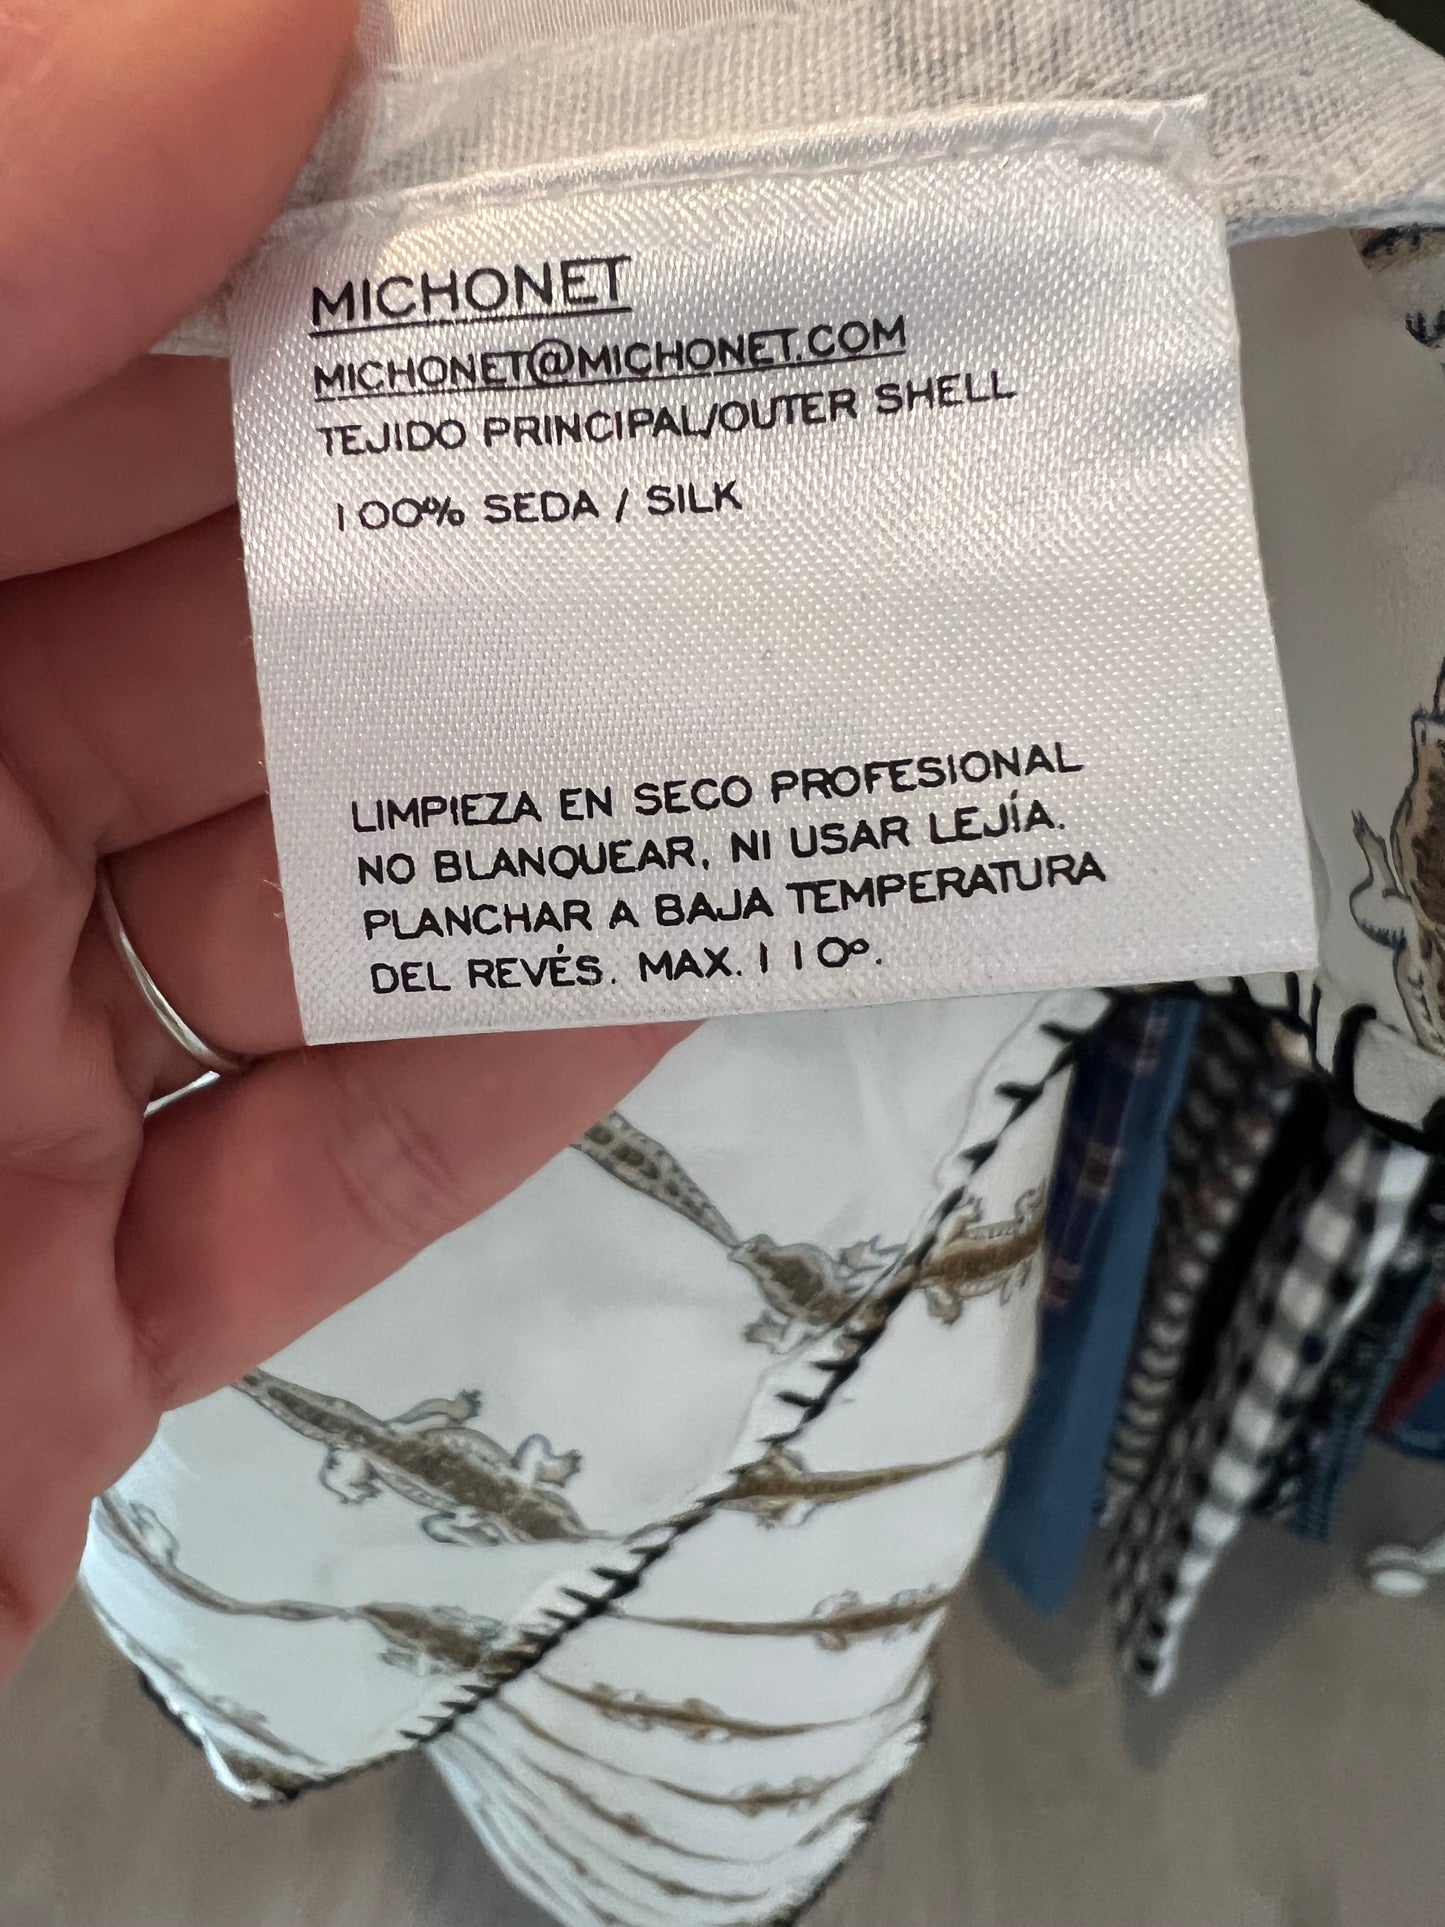 MICHONET
MICHONET@MICHONET.COM
TEJIDO PRINCIPAL/OUTER SHELL
100% SEDA / SILK
LIMPIEZA EN SECO PROFESIONAL
NO BLANQUEAR, NI USAR LEJÍA.
PLANCHAR A BAJA TEMPERATURA
DEL REVÉS. MAX. 110º.